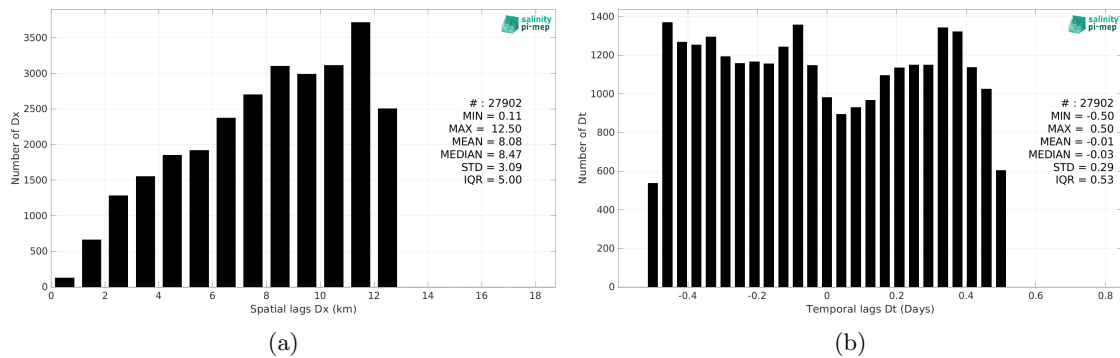 salinity
pi-mep
3500
3000
2500
2000
1500
1000
500
0
Number of Dx
# : 27902
MIN = 0.11
MAX = 12.50
MEAN = 8.08
MEDIAN = 8.47
STD = 3.09
IQR = 5.00
0 2 4 6 8 10 12 14 16 18
Spatial lags Dx (km)
(a)
salinity
pi-mep
1400
1200
1000
800
600
400
200
0
Number of Dt
# : 27902
MIN = -0.50
MAX = 0.50
MEAN = -0.01
MEDIAN = -0.03
STD = 0.29
IQR = 0.53
-0.4 -0.2 0 0.2 0.4 0.6 0.8
Temporal lags Dt (Days)
(b)